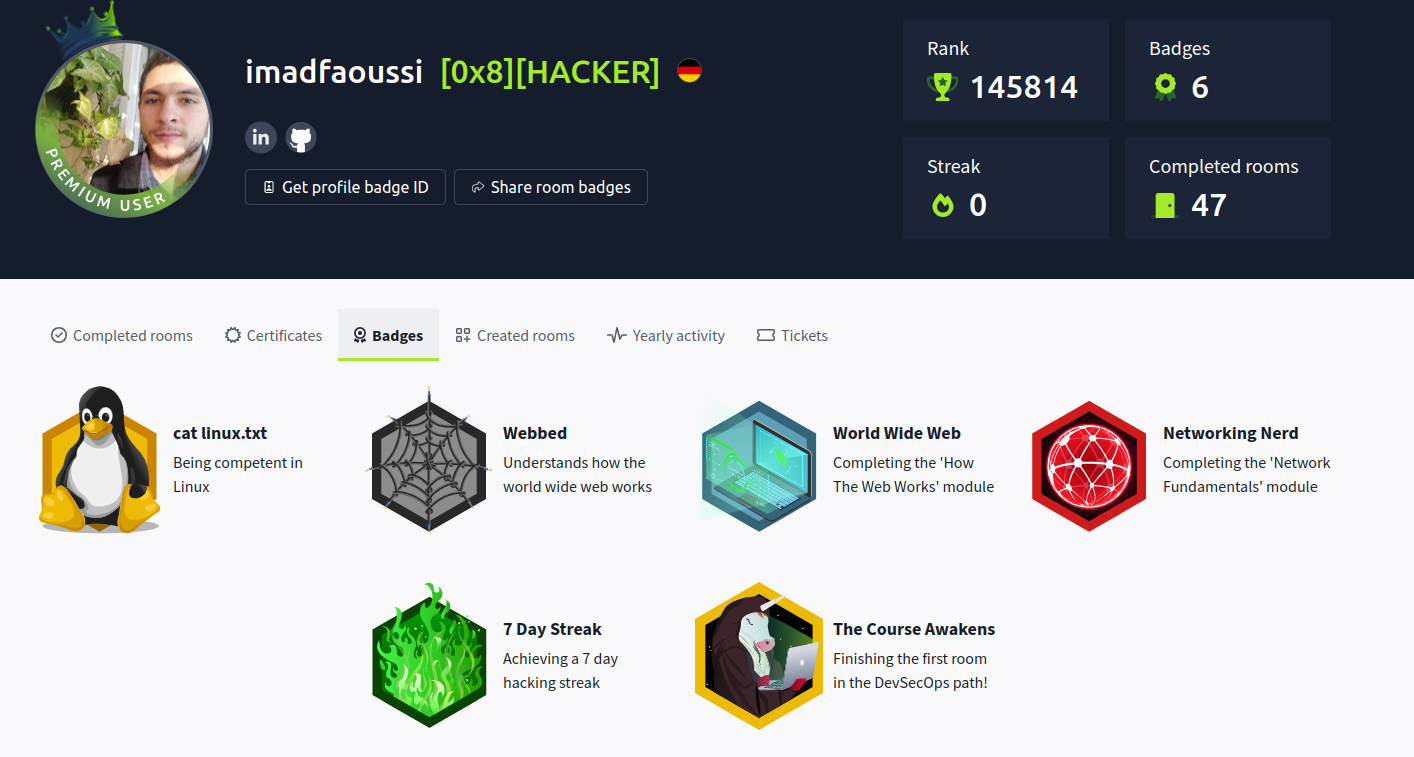 imadfaoussi [0x8][HACKER]
PREMIUM USER
Get profile badge ID
Share room badges
Rank
145814
Badges
6
Streak
0
Completed rooms
47
Completed rooms
Certificates
Badges
Created rooms
Yearly activity
Tickets
cat linux.txt
Being competent in
Linux
Webbed
Understands how the
world wide web works
World Wide Web
Completing the 'How
The Web Works' module
Networking Nerd
Completing the 'Network
Fundamentals' module
7 Day Streak
Achieving a 7 day
hacking streak
The Course Awakens
Finishing the first room
in the DevSecOps path!